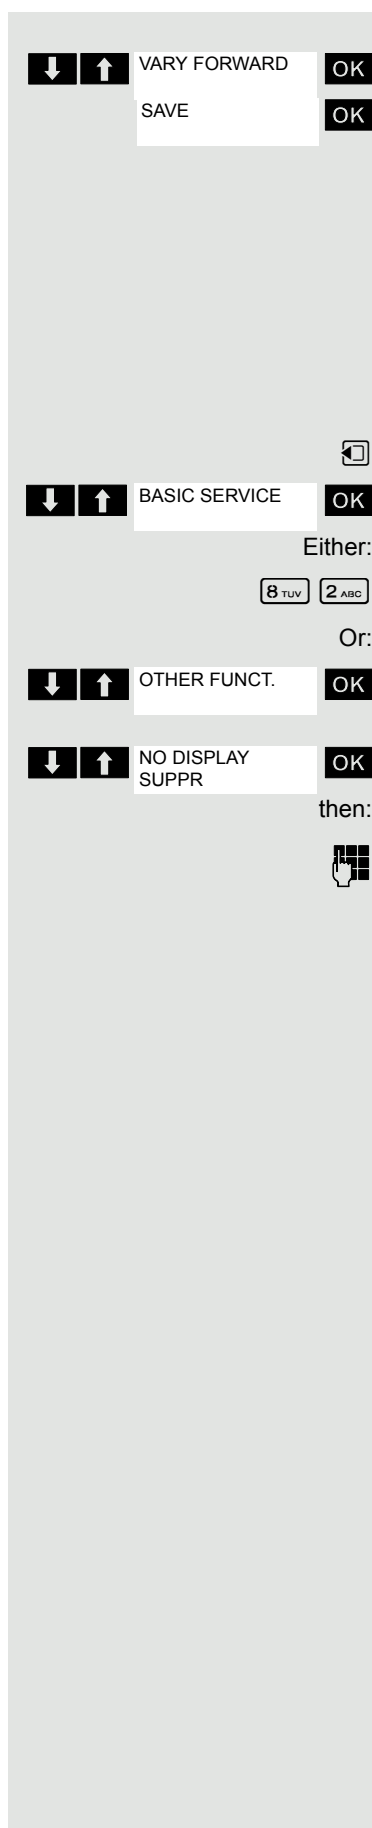 VARY FORWARD OK
SAVE OK
BASIC SERVICE OK
Either:
8 TUV 2 ABC
Or:
OTHER FUNCT. OK
NO DISPLAY OK
SUPPR
then: